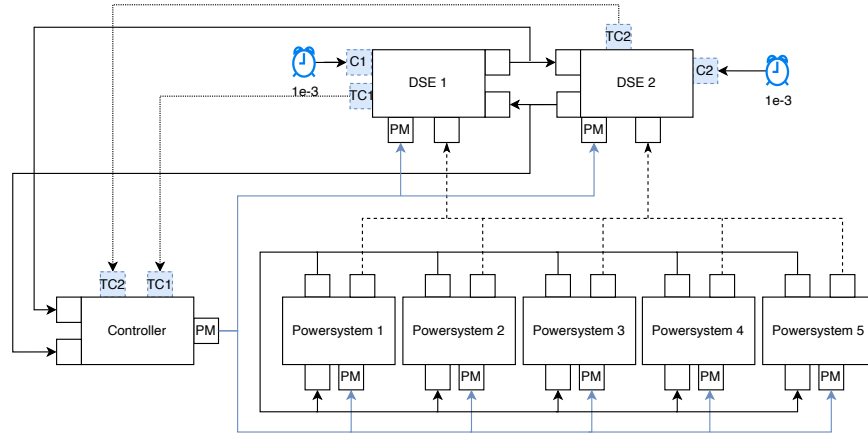 TC2
C1
DSE 1
DSE 2
C2
1e-3
TC1
1e-3
PM
PM
TC2
TC1
Controller
PM
Powersystem 1
Powersystem 2
Powersystem 3
Powersystem 4
Powersystem 5
PM
PM
PM
PM
PM